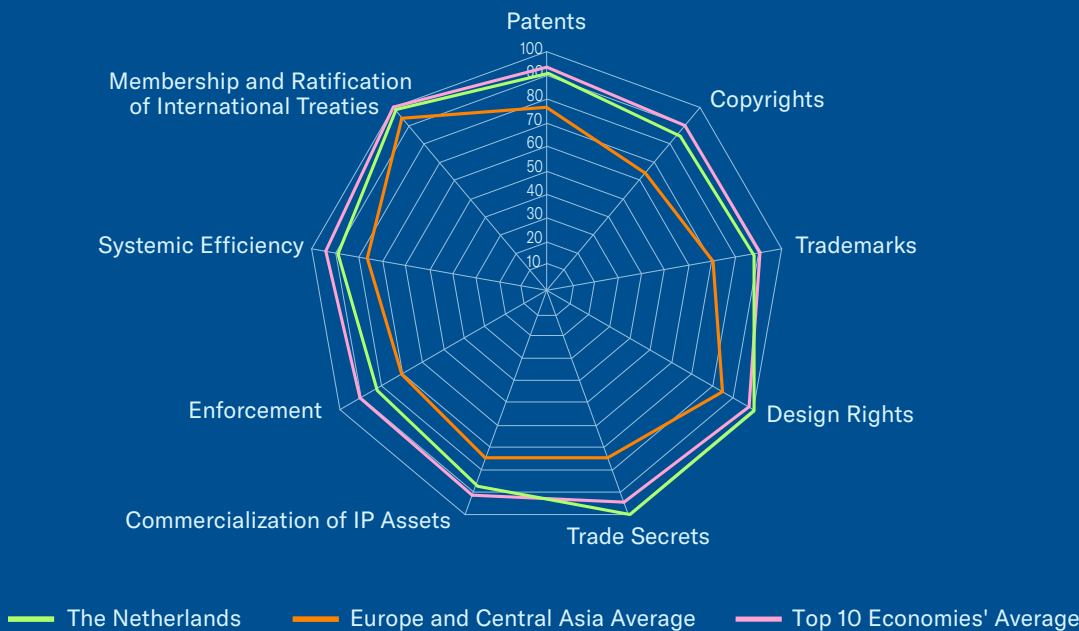 Patents
Membership and Ratification
of International Treaties
Copyrights
100
90
80
70
60
50
40
30
20
10
Systemic Efficiency
Trademarks
Enforcement
Design Rights
Commercialization of IP Assets
Trade Secrets
The Netherlands
Europe and Central Asia Average
Top 10 Economies' Average